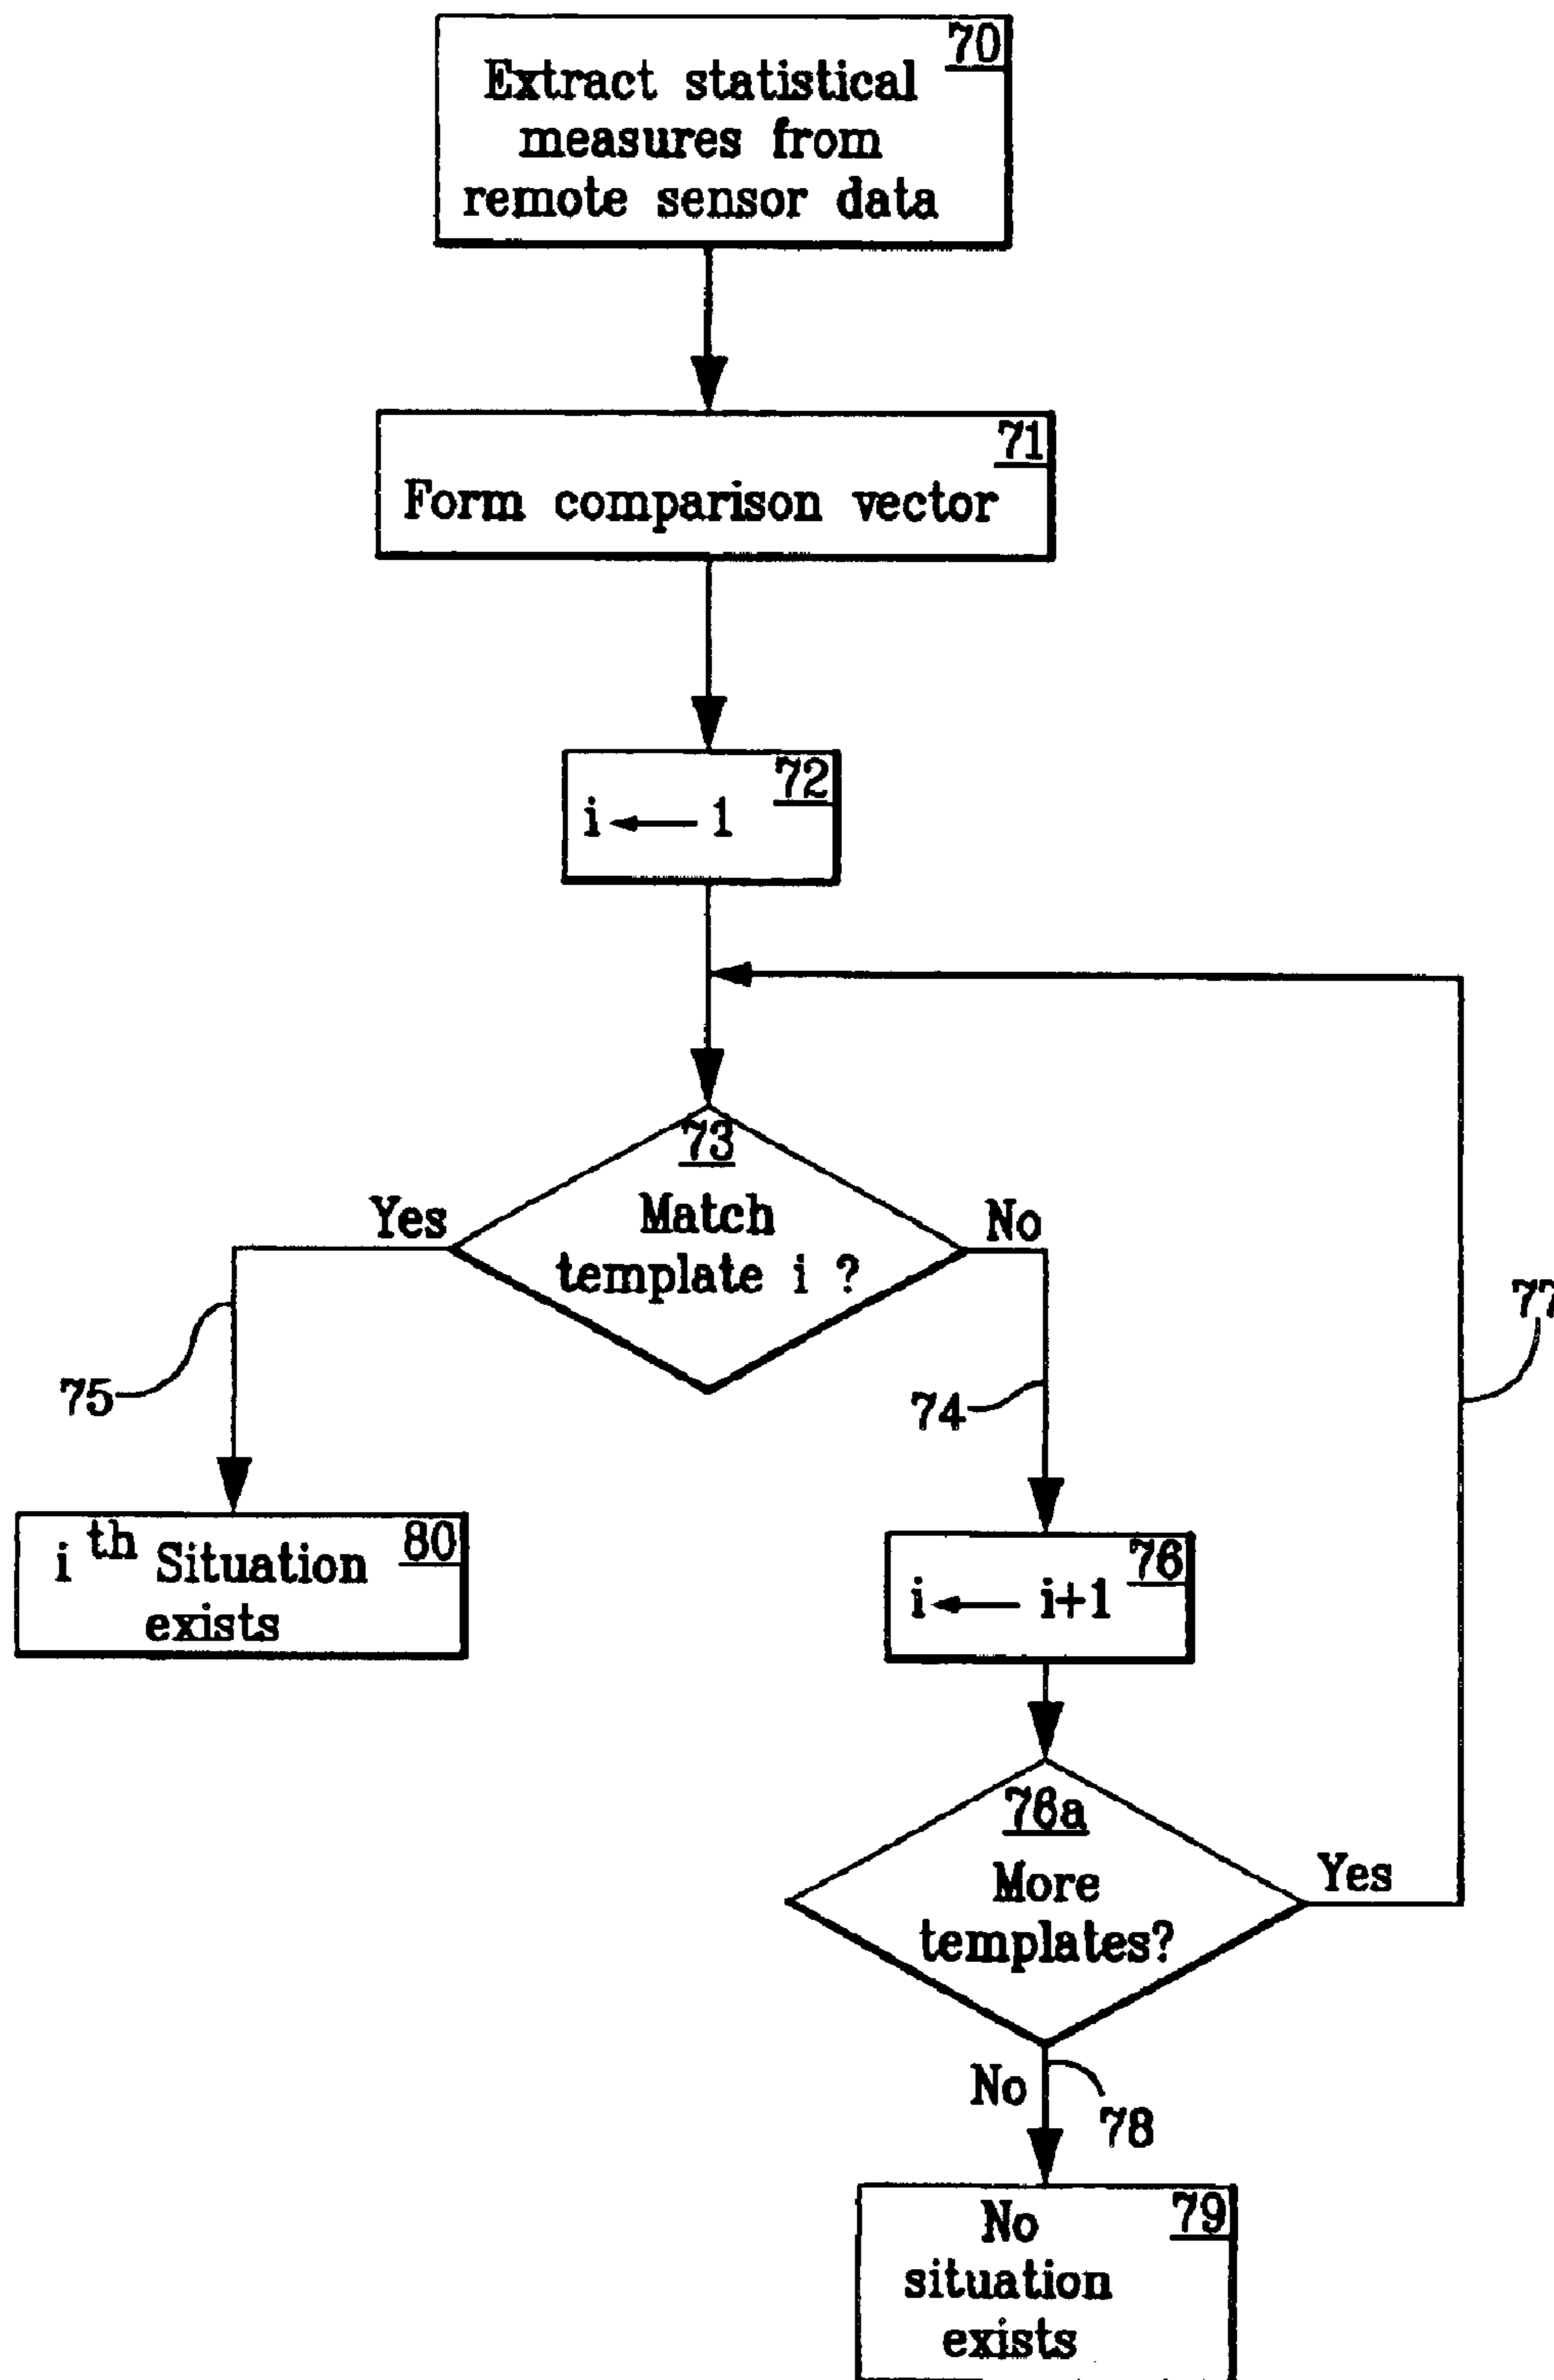 70
Extract statistical
measures from
remote sensor data
71
Form comparison vector
72
i ← 1
73
Yes
Match
No
template i ?
77
75
74
i th Situation
80
exists
76
i ← i+1
76a
More
Yes
templates?
No
78
No
79
situation
exists